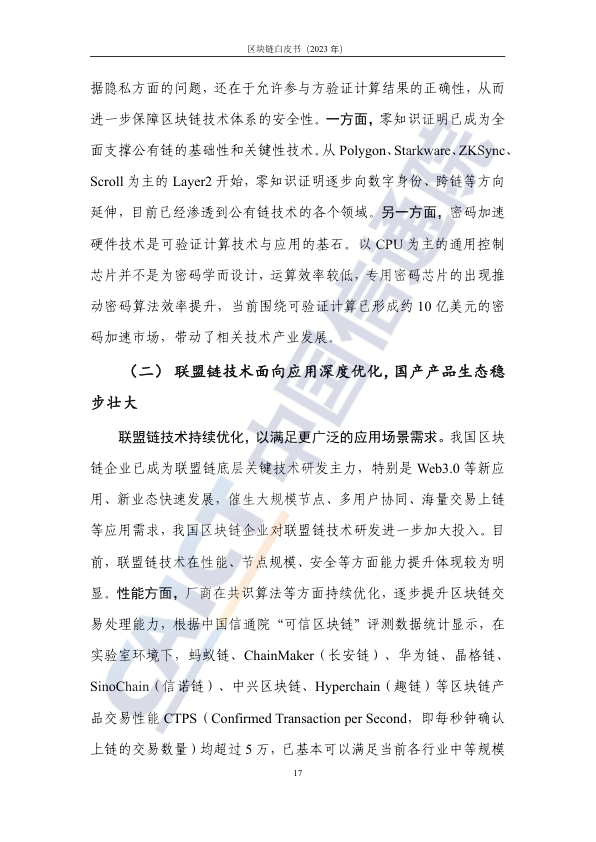 区块链白皮书（2023 年）
据隐私方面的问题，还在于允许参与方验证计算结果的正确性，从而
进一步保障区块链技术体系的安全性。一方面，零知识证明已成为全
面支撑公有链的基础性和关键性技术。从 Polygon、Starkware、ZKSync、
Scroll 为主的 Layer2 开始，零知识证明逐步向数字身份、跨链等方向
延伸，目前已经渗透到公有链技术的各个领域。另一方面，密码加速
硬件技术是可验证计算技术与应用的基石。以 CPU 为主的通用控制
芯片并不是为密码学而设计，运算效率较低，专用密码芯片的出现推
动密码算法效率提升，当前围绕可验证计算已形成约 10 亿美元的密
码加速市场，带动了相关技术产业发展。
（二） 联盟链技术面向应用深度优化，国产产品生态稳
步壮大
联盟链技术持续优化，以满足更广泛的应用场景需求。我国区块
链企业已成为联盟链底层关键技术研发主力，特别是 Web3.0 等新应
用、新业态快速发展，催生大规模节点、多用户协同、海量交易上链
等应用需求，我国区块链企业对联盟链技术研发进一步加大投入。目
前，联盟链技术在性能、节点规模、安全等方面能力提升体现较为明
显。性能方面，厂商在共识算法等方面持续优化，逐步提升区块链交
易处理能力，根据中国信通院“可信区块链”评测数据统计显示，在
实验室环境下，蚂蚁链、ChainMaker（长安链）、华为链、晶格链、
SinoChain（信诺链）、中兴区块链、Hyperchain（趣链）等区块链产
品交易性能 CTPS（Confirmed Transaction per Second，即每秒钟确认
上链的交易数量）均超过 5 万，已基本可以满足当前各行业中等规模
17
CAICT 中国信通院